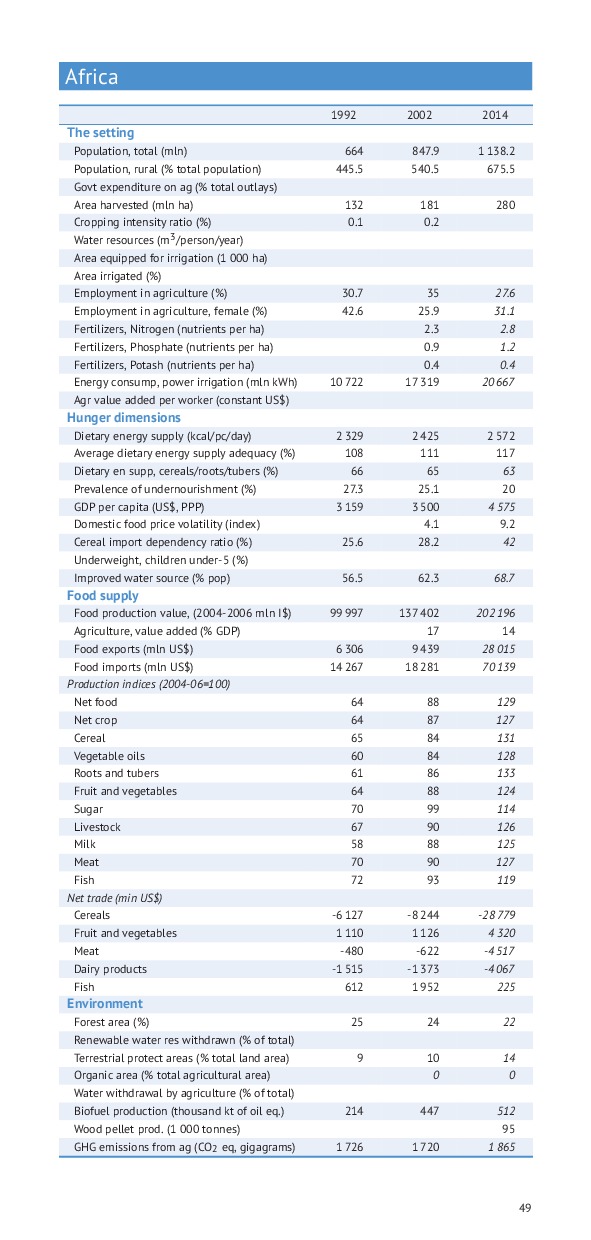 Africa
1992 2002 2014
The setting
Population, total (mln) 664 847.9 1 138.2
Population, rural (% total population) 445.5 540.5 675.5
Govt expenditure on ag (% total outlays)
Area harvested (mln ha) 132 181 280
Cropping intensity ratio (%) 0.1 0.2
Water resources (m³/person/year)
Area equipped for irrigation (1 000 ha)
Area irrigated (%)
Employment in agriculture (%) 30.7 35 27.6
Employment in agriculture, female (%) 42.6 25.9 31.1
Fertilizers, Nitrogen (nutrients per ha) 2.3 2.8
Fertilizers, Phosphate (nutrients per ha) 0.9 1.2
Fertilizers, Potash (nutrients per ha) 0.4 0.4
Energy consump, power irrigation (mln kWh) 10 722 17 319 20 667
Agr value added per worker (constant US$)
Hunger dimensions
Dietary energy supply (kcal/pc/day) 2 329 2 425 2 572
Average dietary energy supply adequacy (%) 108 111 117
Dietary en supp, cereals/roots/tubers (%) 66 65 63
Prevalence of undernourishment (%) 27.3 25.1 20
GDP per capita (US$, PPP) 3 159 3 500 4 575
Domestic food price volatility (index) 4.1 9.2
Cereal import dependency ratio (%) 25.6 28.2 42
Underweight, children under-5 (%)
Improved water source (% pop) 56.5 62.3 68.7
Food supply
Food production value, (2004-2006 mln I$) 99 997 137 402 202 196
Agriculture, value added (% GDP) 17 14
Food exports (mln US$) 6 306 9 439 28 015
Food imports (mln US$) 14 267 18 281 70 139
Production indices (2004-06=100)
Net food 64 88 129
Net crop 64 87 127
Cereal 65 84 131
Vegetable oils 60 84 128
Roots and tubers 61 86 133
Fruit and vegetables 64 88 124
Sugar 70 99 114
Livestock 67 90 126
Milk 58 88 125
Meat 70 90 127
Fish 72 93 119
Net trade (min US$)
Cereals -6 127 -8 244 -28 779
Fruit and vegetables 1 110 1 126 4 320
Meat -480 -622 -4 517
Dairy products -1 515 -1 373 -4 067
Fish 612 1 952 225
Environment
Forest area (%) 25 24 22
Renewable water res withdrawn (% of total)
Terrestrial protect areas (% total land area) 9 10 14
Organic area (% total agricultural area) 0 0
Water withdrawal by agriculture (% of total)
Biofuel production (thousand kt of oil eq.) 214 447 512
Wood pellet prod. (1 000 tonnes) 95
GHG emissions from ag (CO₂ eq, gigagrams) 1 726 1 720 1 865
49